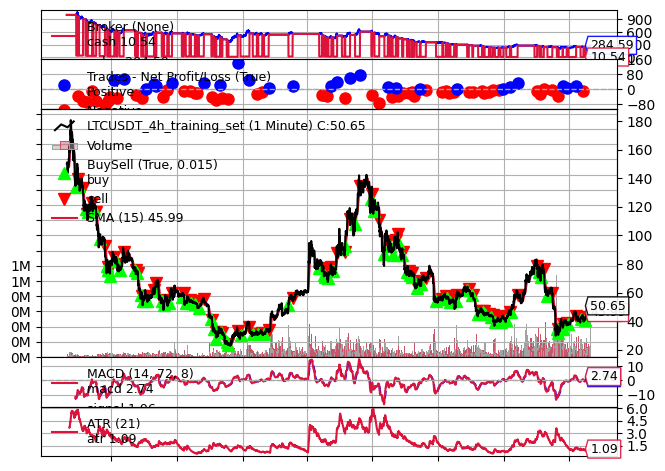 Broker (None)
cash 10.54
900
600
300
284.59
10.54
Trades - Net Profit/Loss (True)
Positive
160
80
0
−80
LTCUSDT_4h_training_set (1 Minute) C:50.65
Volume
BuySell (True, 0.015)
buy
sell
SMA (15) 45.99
180
160
140
120
100
80
60
50.65
40
20
1M
1M
0M
0M
0M
0M
0M
MACD (14, 72, 8)
macd 2.74
10
2.74
−10
ATR (21)
atr 1.09
6.0
4.5
3.0
1.5
1.09